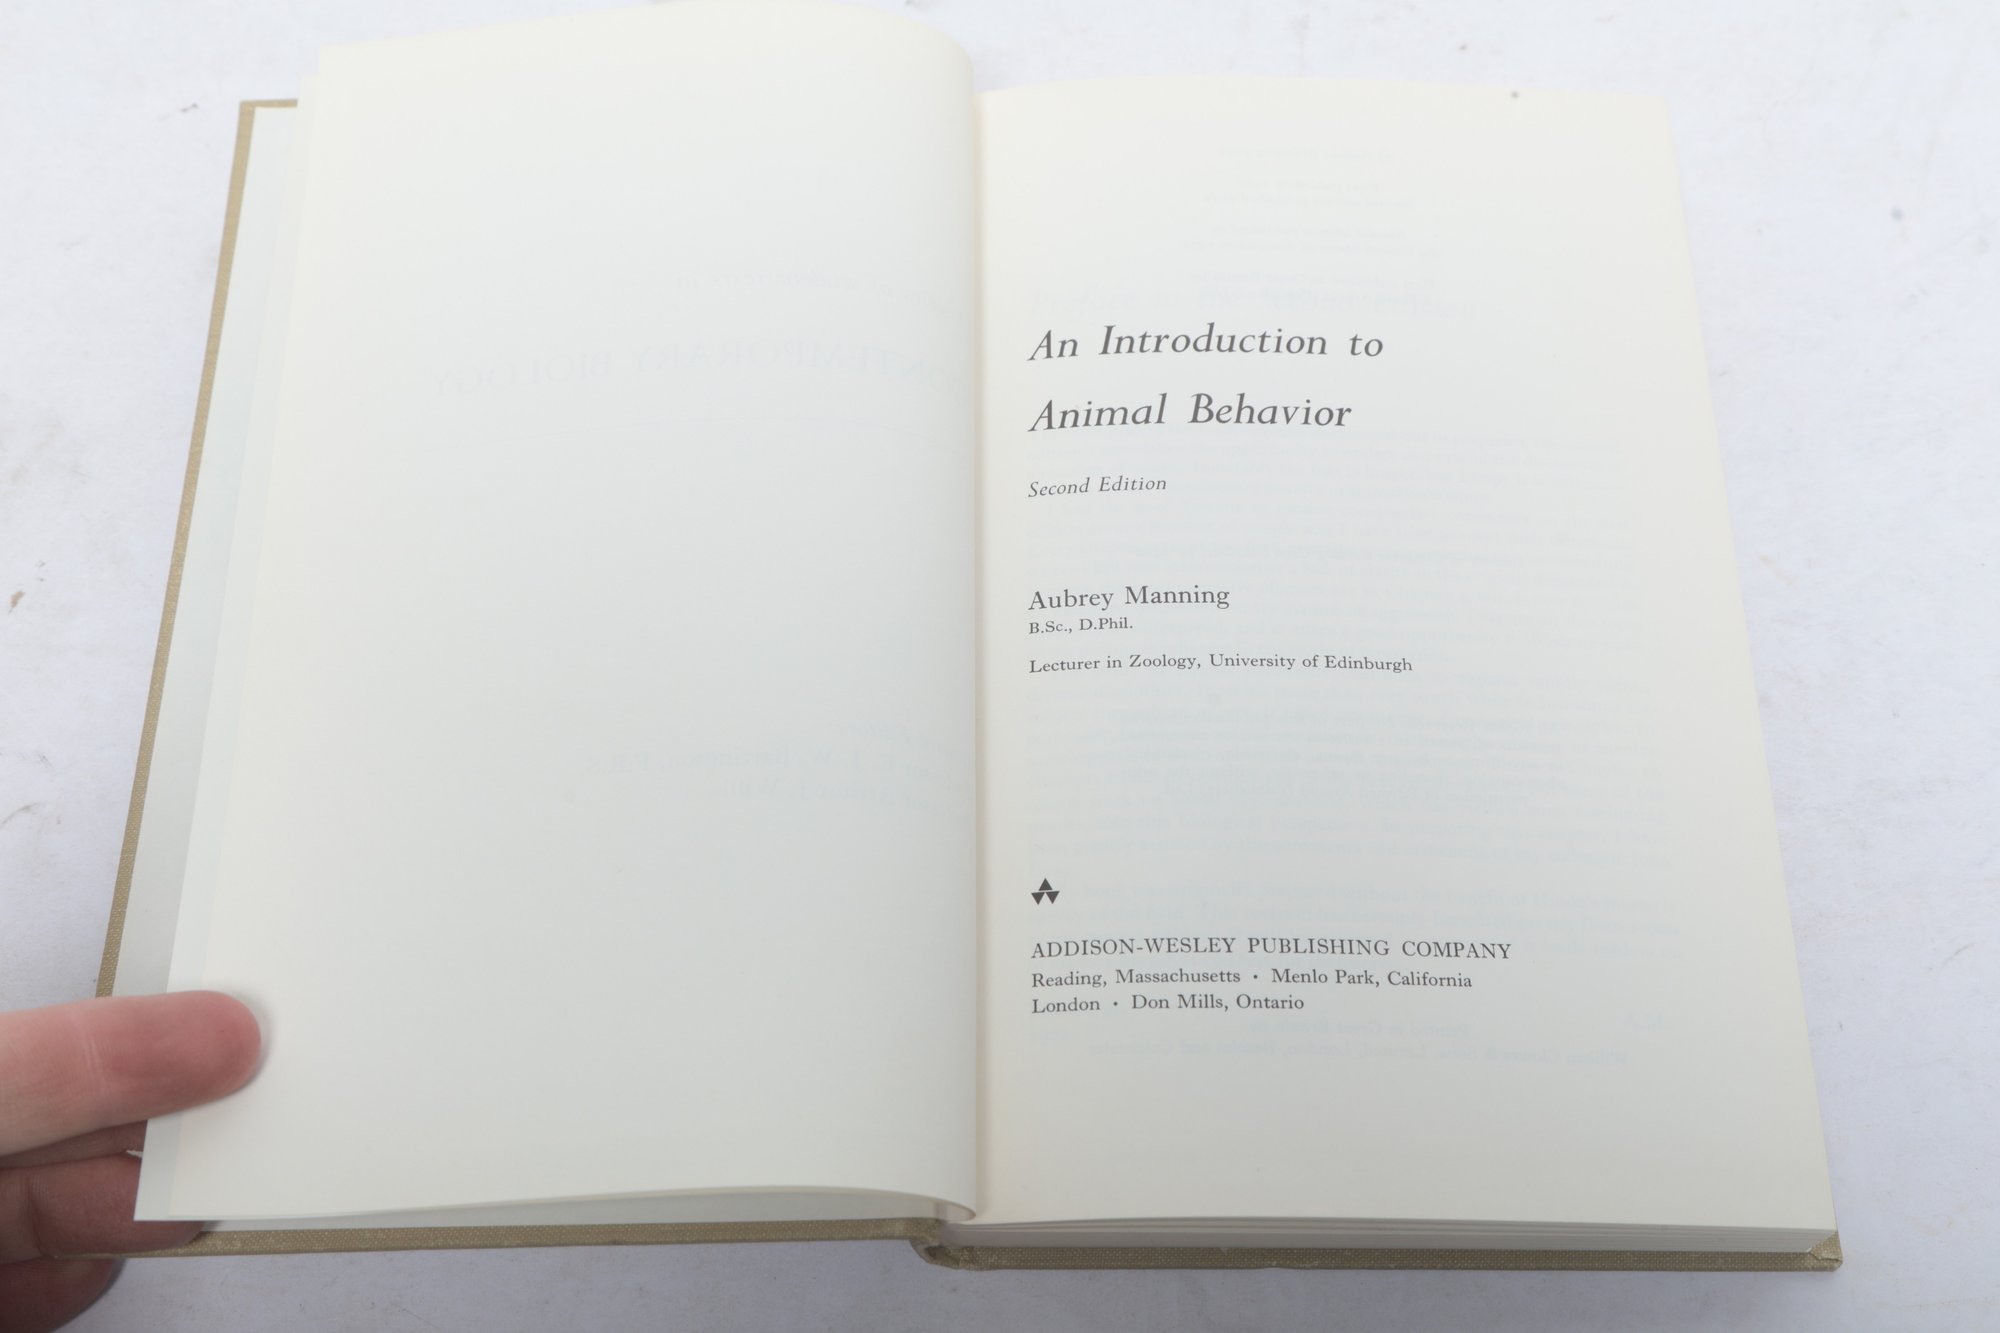 An Introduction to
Animal Behavior
Second Edition
Aubrey Manning
B.Sc., D.Phil.
Lecturer in Zoology, University of Edinburgh
ADDISON-WESLEY PUBLISHING COMPANY
Reading, Massachusetts · Menlo Park, California
London · Don Mills, Ontario